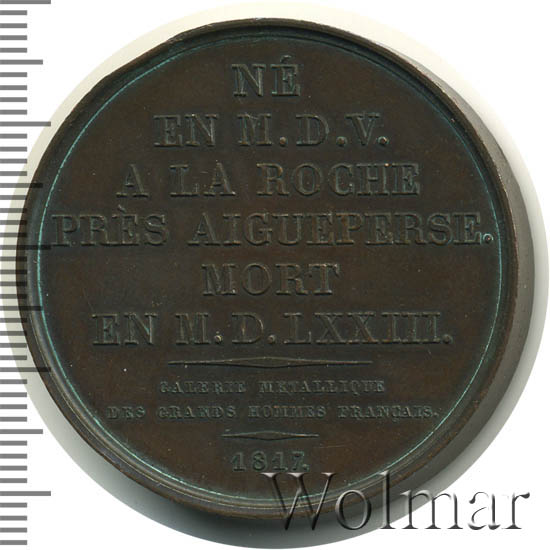 NÉ
EN M.D.V.
A LA ROCHE
PRÈS AIGUEPERSE.
MORT
EN M.D.LXXIII.
GALERIE METALLIQUE
DES GRANDS HOMMES FRANÇAIS.
1817.
Wolmar